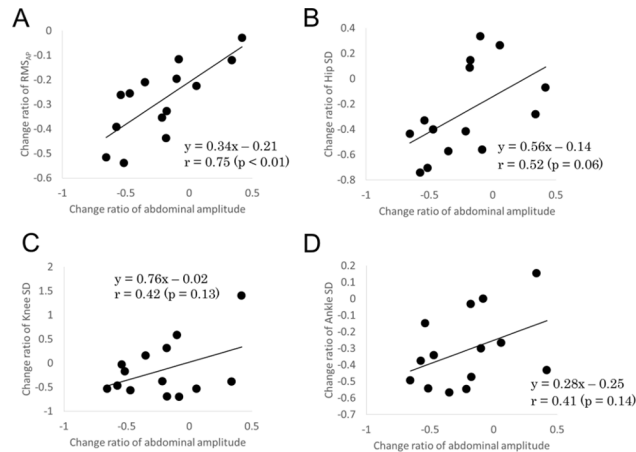 A
Change ratio of RMSAP
0
-0.1
-0.2
-0.3
-0.4
-0.5
-0.6
-1
-0.5
0
0.5
y = 0.34x – 0.21
r = 0.75 (p < 0.01)
Change ratio of abdominal amplitude
B
Change ratio of Hip SD
0.4
0.2
0
-0.2
-0.4
-0.6
-0.8
-1
-0.5
0
0.5
y = 0.56x – 0.14
r = 0.52 (p = 0.06)
Change ratio of abdominal amplitude
C
Change ratio of Knee SD
2
1.5
1
0.5
0
-0.5
-1
-1
-0.5
0
0.5
y = 0.76x – 0.02
r = 0.42 (p = 0.13)
Change ratio of abdominal amplitude
D
Change ratio of Ankle SD
0.2
0.1
0
-0.1
-0.2
-0.3
-0.4
-0.5
-0.6
-0.7
-1
-0.5
0
0.5
y = 0.28x – 0.25
r = 0.41 (p = 0.14)
Change ratio of abdominal amplitude